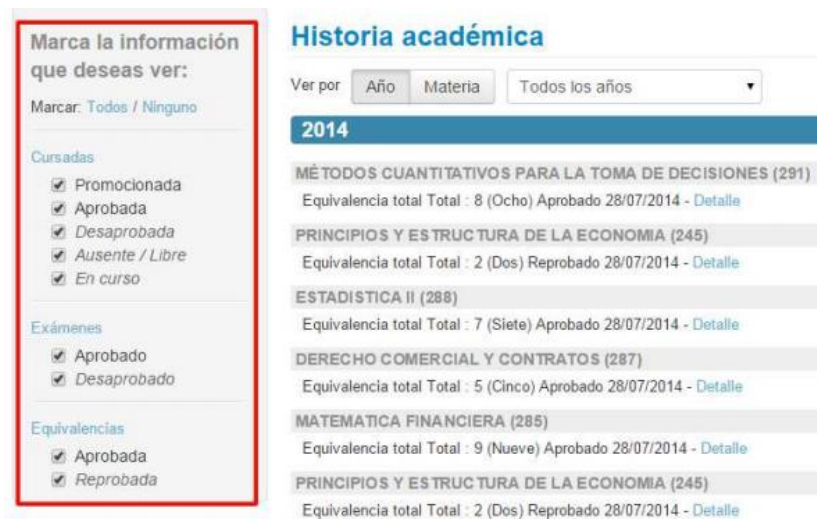 Marca la información
que deseas ver:
Marcar: Todos / Ninguno
Cursadas
Promocionada
Aprobada
Desaprobada
Ausente / Libre
En curso
Exámenes
Aprobado
Desaprobado
Equivalencias
Aprobada
Reprobada
Historia académica
Ver por Año Materia Todos los años
2014
MÉTODOS CUANTITATIVOS PARA LA TOMA DE DECISIONES (291)
Equivalencia total Total : 8 (Ocho) Aprobado 28/07/2014 - Detalle
PRINCIPIOS Y ESTRUCTURA DE LA ECONOMIA (245)
Equivalencia total Total : 2 (Dos) Reprobado 28/07/2014 - Detalle
ESTADISTICA II (288)
Equivalencia total Total : 7 (Siete) Aprobado 28/07/2014 - Detalle
DERECHO COMERCIAL Y CONTRATOS (287)
Equivalencia total Total : 5 (Cinco) Aprobado 28/07/2014 - Detalle
MATEMATICA FINANCIERA (285)
Equivalencia total Total : 9 (Nueve) Aprobado 28/07/2014 - Detalle
PRINCIPIOS Y ESTRUCTURA DE LA ECONOMIA (245)
Equivalencia total Total : 2 (Dos) Reprobado 28/07/2014 - Detalle